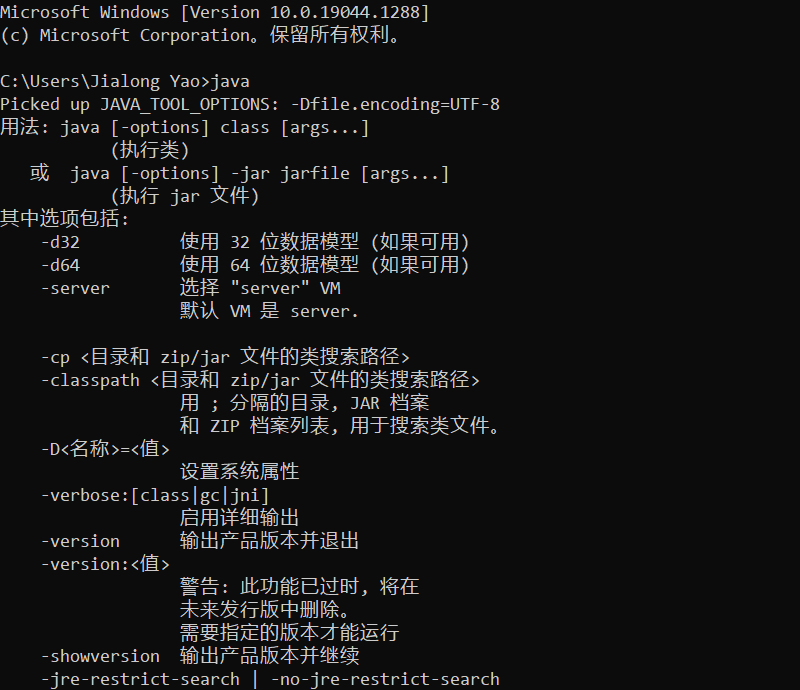 Microsoft Windows [Version 10.0.19044.1288]
(c) Microsoft Corporation。保留所有权利。
C:\Users\Jialong Yao>java
Picked up JAVA_TOOL_OPTIONS: -Dfile.encoding=UTF-8
用法: java [-options] class [args...]
(执行类)
或 java [-options] -jar jarfile [args...]
(执行 jar 文件)
其中选项包括:
-d32 使用 32 位数据模型 (如果可用)
-d64 使用 64 位数据模型 (如果可用)
-server 选择 "server" VM
默认 VM 是 server.
-cp <目录和 zip/jar 文件的类搜索路径>
-classpath <目录和 zip/jar 文件的类搜索路径>
用 ; 分隔的目录, JAR 档案
和 ZIP 档案列表, 用于搜索类文件。
-D<名称>=<值>
设置系统属性
-verbose:[class|gc|jni]
启用详细输出
-version 输出产品版本并退出
-version:<值>
警告: 此功能已过时, 将在
未来发行版中删除。
需要指定的版本才能运行
-showversion 输出产品版本并继续
-jre-restrict-search | -no-jre-restrict-search